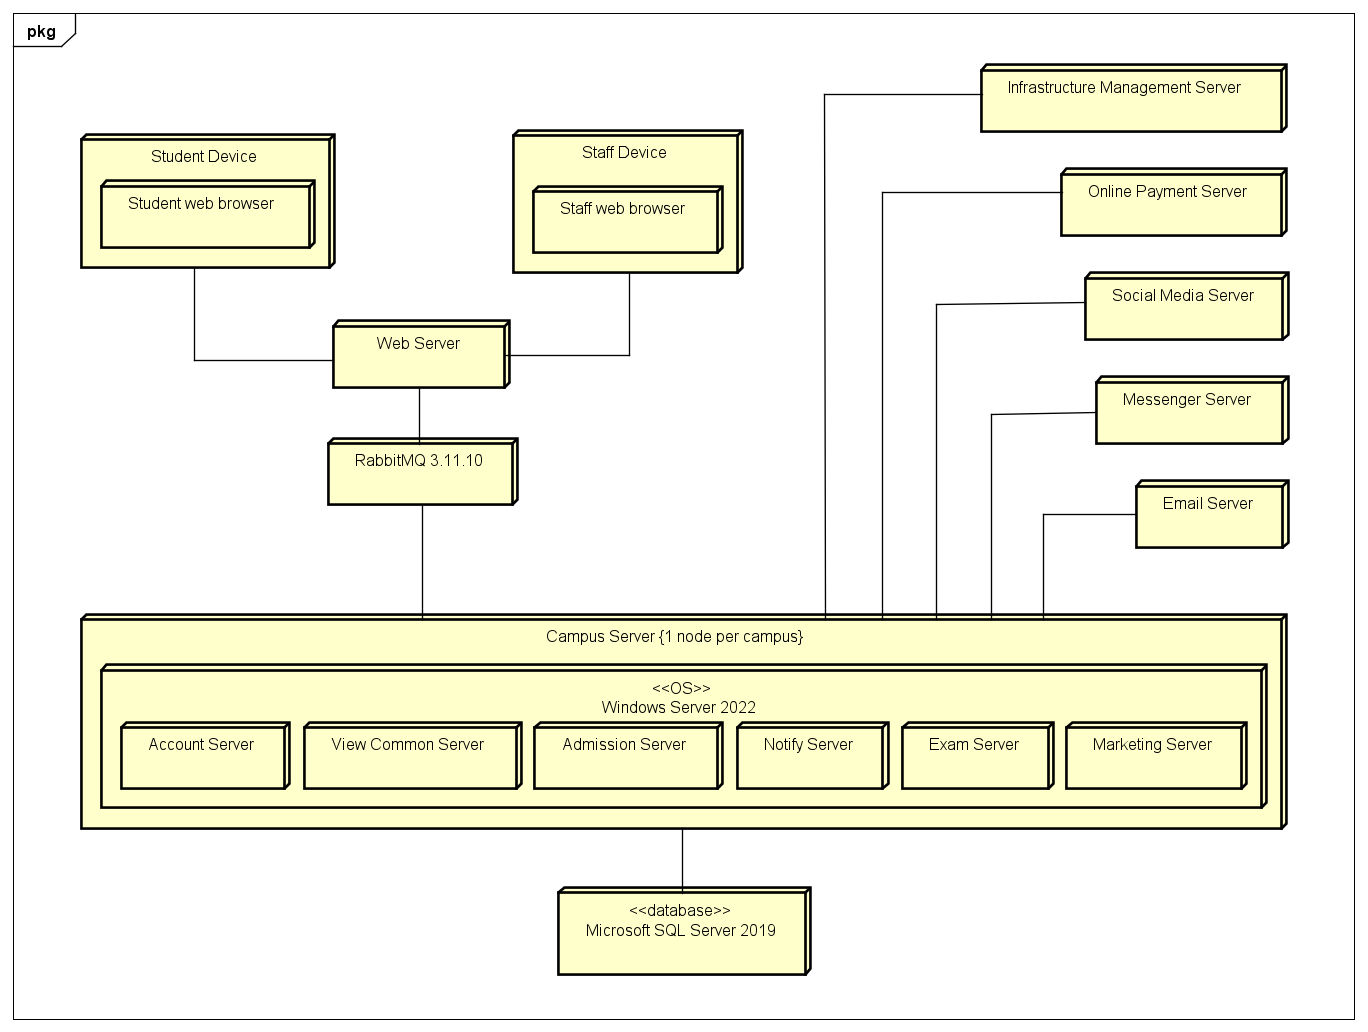 pkg
Infrastructure Management Server
Student Device
Staff Device
Student web browser
Staff web browser
Online Payment Server
Social Media Server
Web Server
Messenger Server
RabbitMQ 3.11.10
Email Server
Campus Server {1 node per campus}
<<OS>>
Windows Server 2022
Account Server
View Common Server
Admission Server
Notify Server
Exam Server
Marketing Server
<<database>>
Microsoft SQL Server 2019